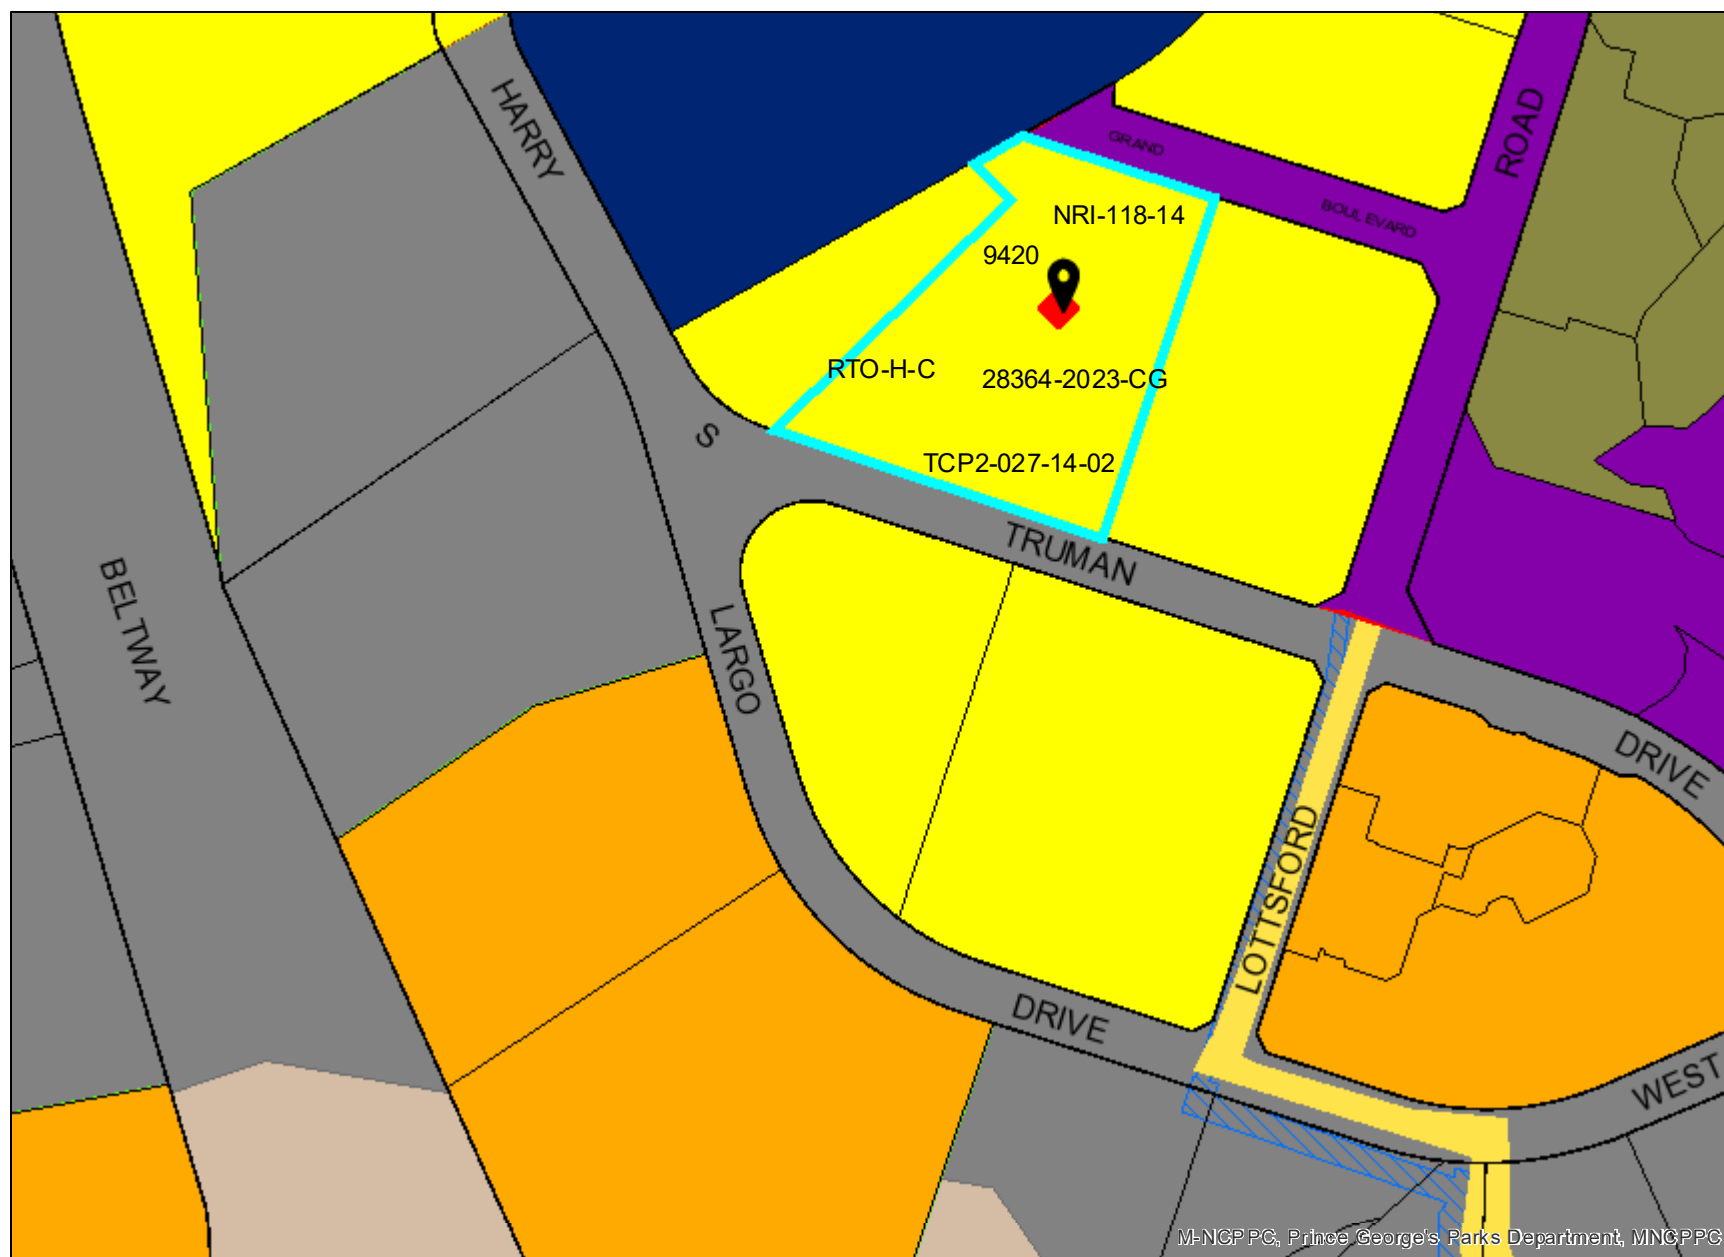 HARRY
GRAND
ROAD
BOULEVARD
NRI-118-14
9420
RTO-H-C
28364-2023-CG
S
TCP2-027-14-02
TRUMAN
BELTWAY
LARGO
DRIVE
LOTTSFORD
DRIVE
WEST
M-NCPPC, Prince George's Parks Department, MNCPPC